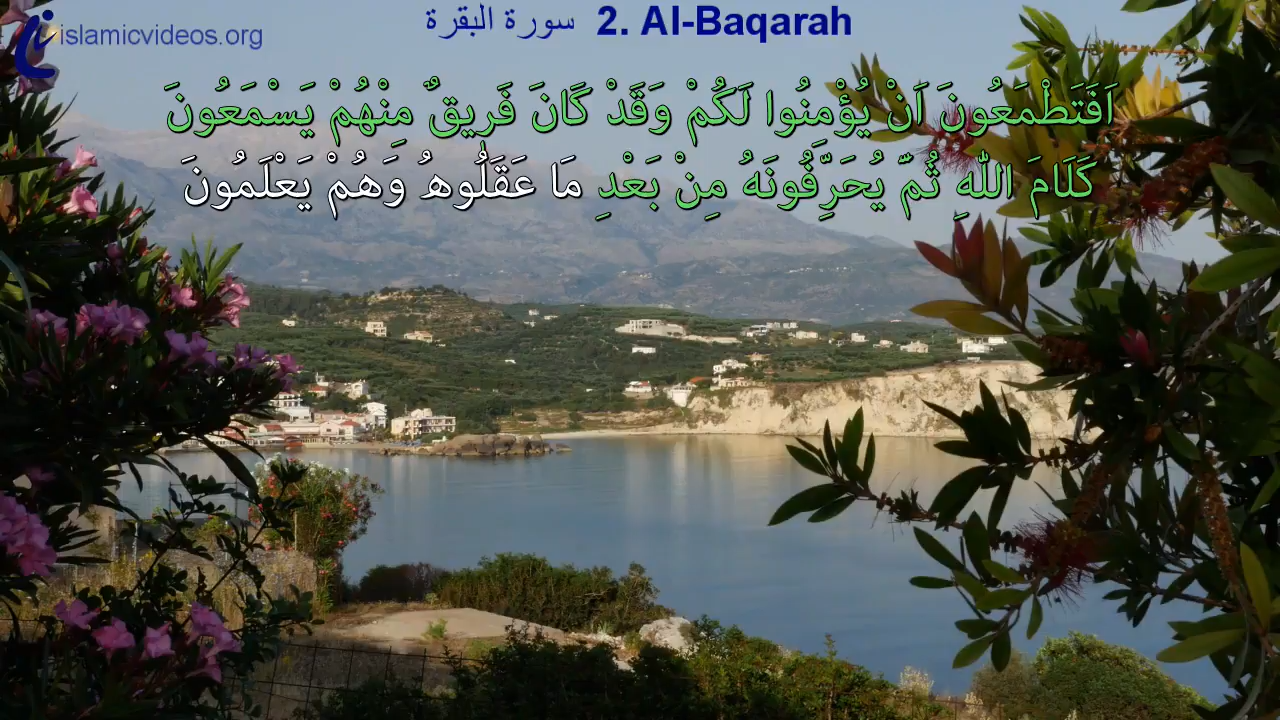 islamicvideos.org
سورة البقرة 2. Al-Baqarah
اَفَتَطْمَعُونَ اَنْ يُؤْمِنُوا لَكُمْ وَقَدْ كَانَ فَرِيقٌ مِنْهُمْ يَسْمَعُونَ
كَلَامَ اللّٰهِ ثُمَّ يُحَرِّفُونَهُ مِنْ بَعْدِ مَا عَقَلُوهُ وَهُمْ يَعْلَمُونَ